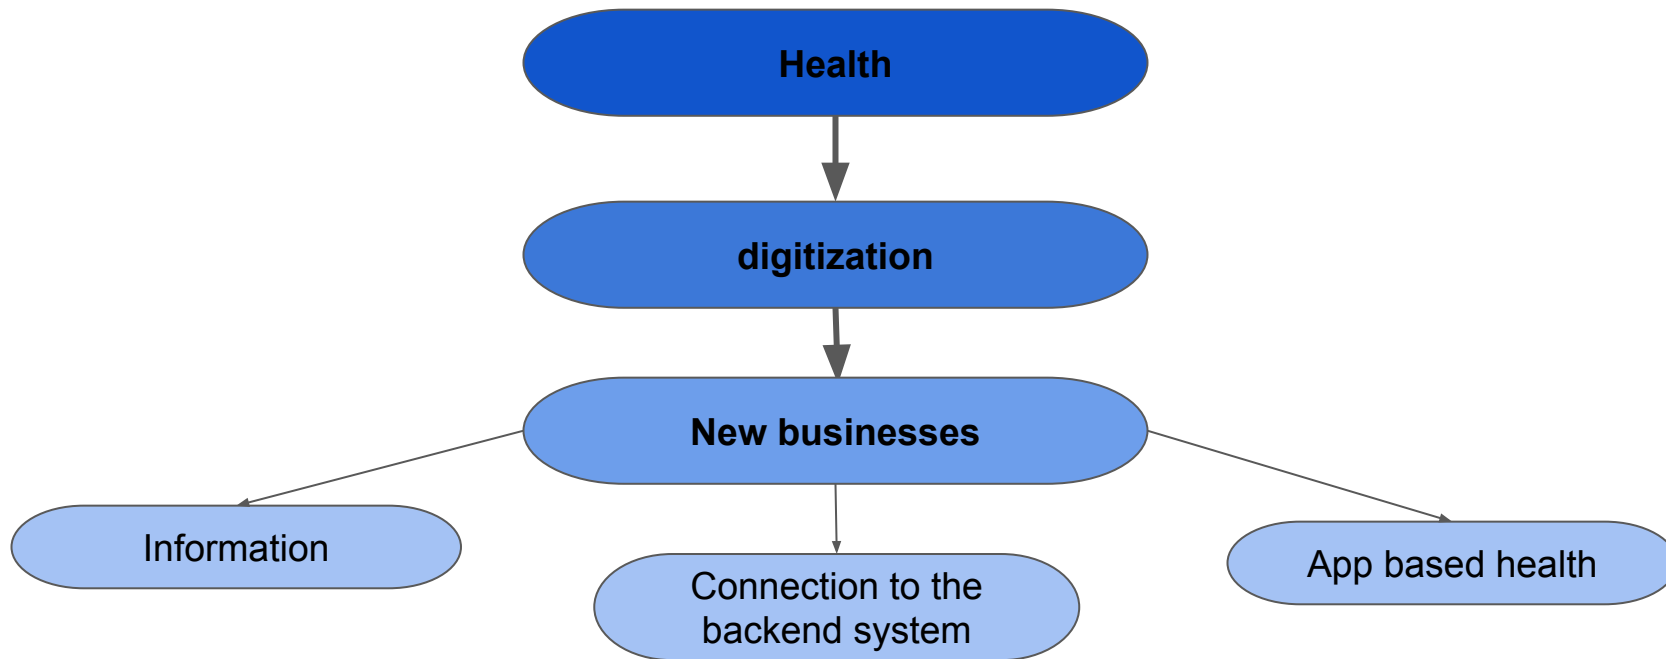 Health
digitization
New businesses
Information
Connection to the
backend system
App based health